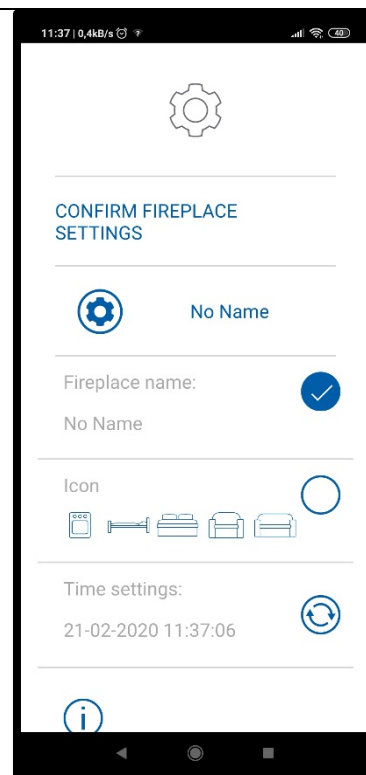 11:37 | 0,4kB/s
40
CONFIRM FIREPLACE
SETTINGS
No Name
Fireplace name:
No Name
Icon
Time settings:
21-02-2020 11:37:06
i